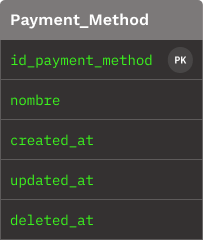 Payment_Method
id_payment_method PK
nombre
created_at
updated_at
deleted_at